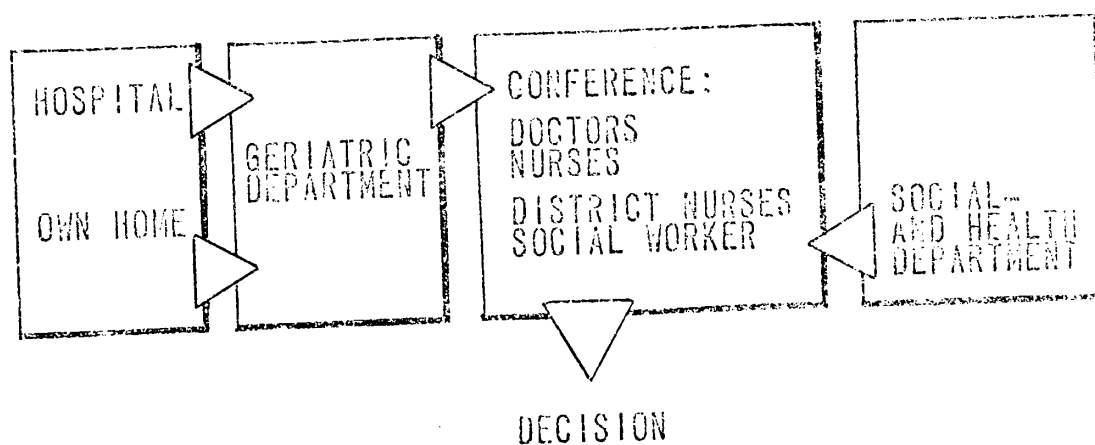 HOSPITAL
OWN HOME
GERIATRIC
DEPARTMENT
CONFERENCE:
DOCTORS
NURSES
DISTRICT NURSES
SOCIAL WORKER
SOCIAL-
AND HEALTH
DEPARTMENT
DECISION